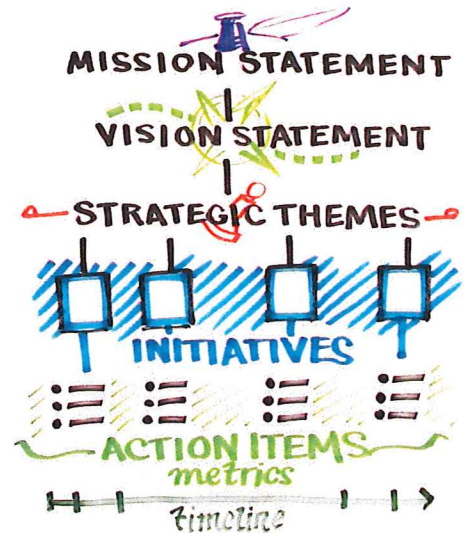 MISSION STATEMENT
VISION STATEMENT
STRATEGIC THEMES
INITIATIVES
ACTION ITEMS
metrics
timeline